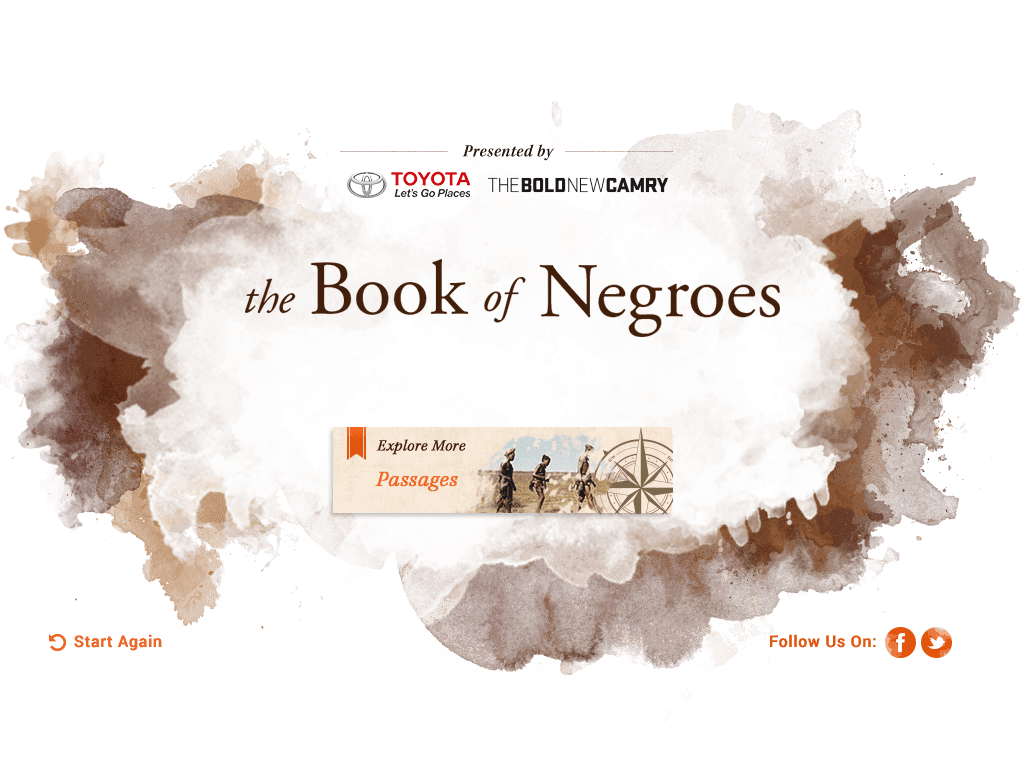 Presented by
TOYOTA
Let's Go Places
THEBOLDNEWCAMRY
the Book of Negroes
Explore More
Passages
Start Again
Follow Us On: